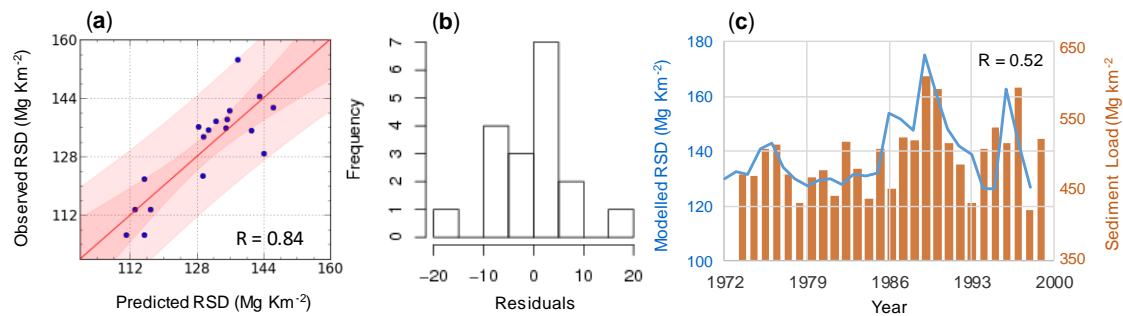 (a)
Observed RSD (Mg Km-2)
160
144
128
112
R = 0.84
112 128 144 160
Predicted RSD (Mg Km-2)
(b)
Frequency
7
6
5
4
3
2
1
0
−20 −10 0 10 20
Residuals
(c)
Modelled RSD (Mg Km-2)
180
160
140
120
100
R = 0.52
650
550
450
350
Sediment Load (Mg km-2
1972 1979 1986 1993 2000
Year